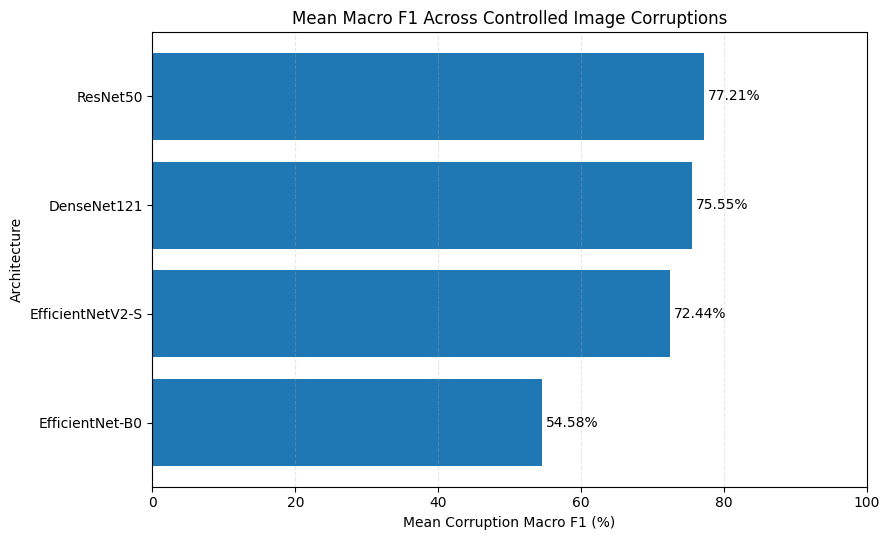 Mean Macro F1 Across Controlled Image Corruptions
Architecture
ResNet50
77.21%
DenseNet121
75.55%
EfficientNetV2-S
72.44%
EfficientNet-B0
54.58%
0 20 40 60 80 100
Mean Corruption Macro F1 (%)